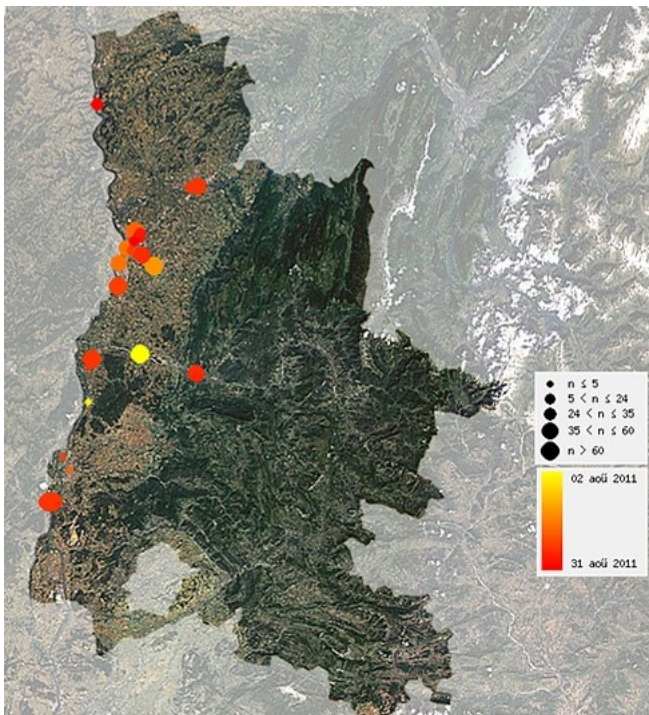 n ≤ 5
5 < n ≤ 24
24 < n ≤ 35
35 < n ≤ 60
n > 60
02 aoû 2011
31 aoû 2011